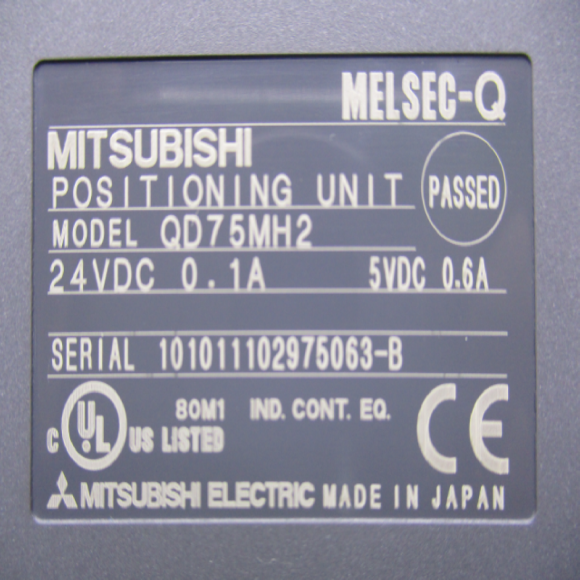 MELSEC-Q
MITSUBISHI
POSITIONING UNIT
PASSED
MODEL QD75MH2
24VDC 0.1A 5VDC 0.6A
SERIAL 101011102975063-B
C UL US LISTED
80M1 IND. CONT. EQ.
CE
MITSUBISHI ELECTRIC MADE IN JAPAN